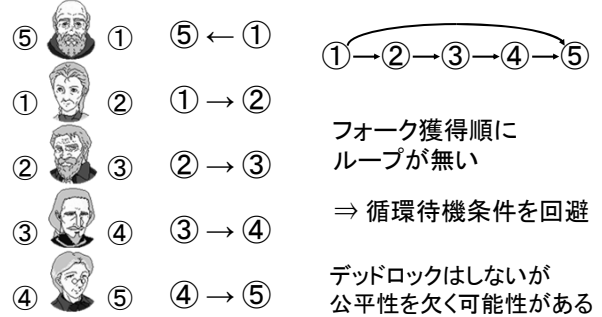 ⑤ ① ⑤ ← ①
① ② ① → ②
② ③ ② → ③
③ ④ ③ → ④
④ ⑤ ④ → ⑤
①→②→③→④→⑤
フォーク獲得順に
ループが無い
⇒ 循環待機条件を回避
デッドロックはしないが
公平性を欠く可能性がある